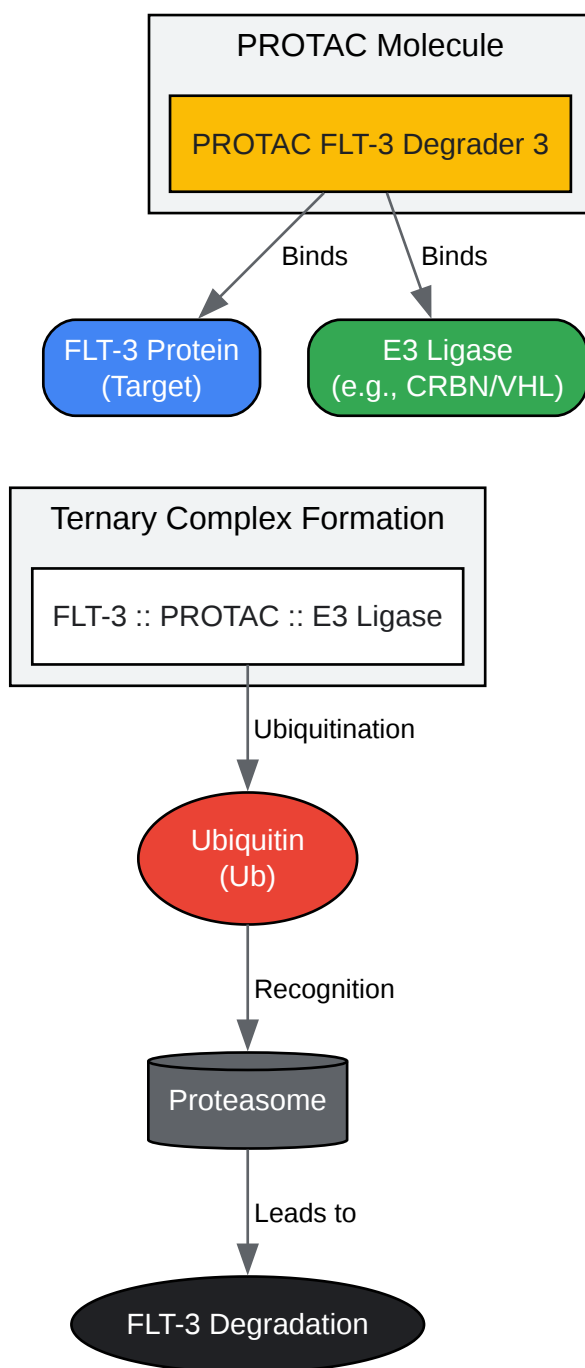 PROTAC Molecule
PROTAC FLT-3 Degrader 3
Binds
Binds
FLT-3 Protein
(Target)
E3 Ligase
(e.g., CRBN/VHL)
Ternary Complex Formation
FLT-3 :: PROTAC :: E3 Ligase
Ubiquitination
Ubiquitin
(Ub)
Recognition
Proteasome
Leads to
FLT-3 Degradation